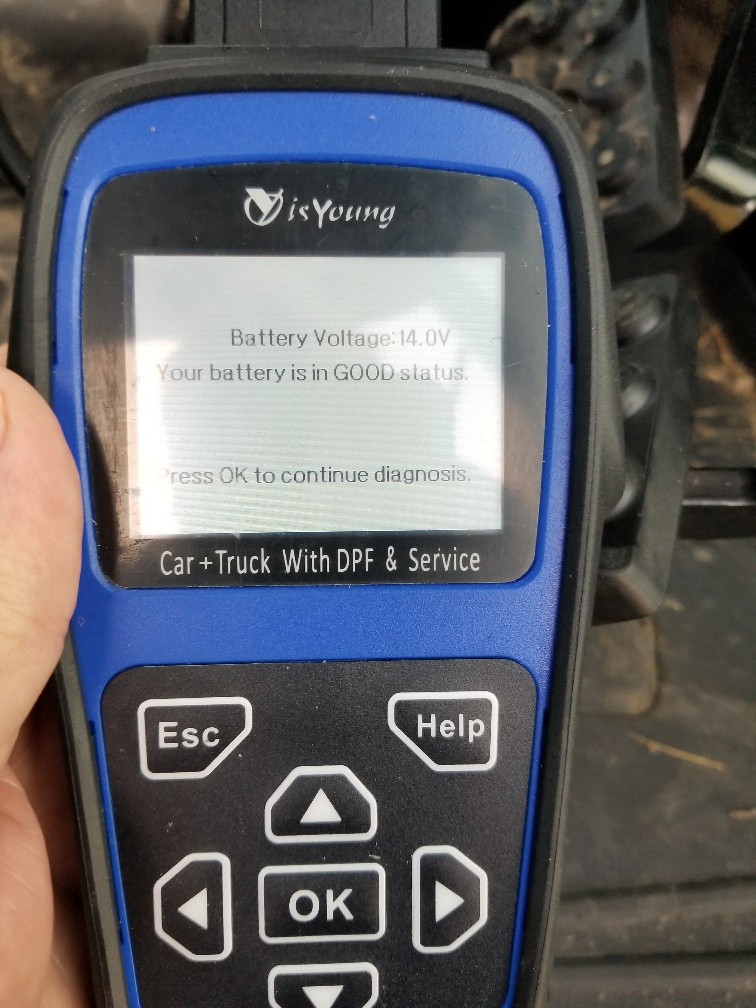 VisYoung
Battery Voltage:14.0V
Your battery is in GOOD status.
Press OK to continue diagnosis.
Car+Truck With DPF & Service
Esc
Help
OK